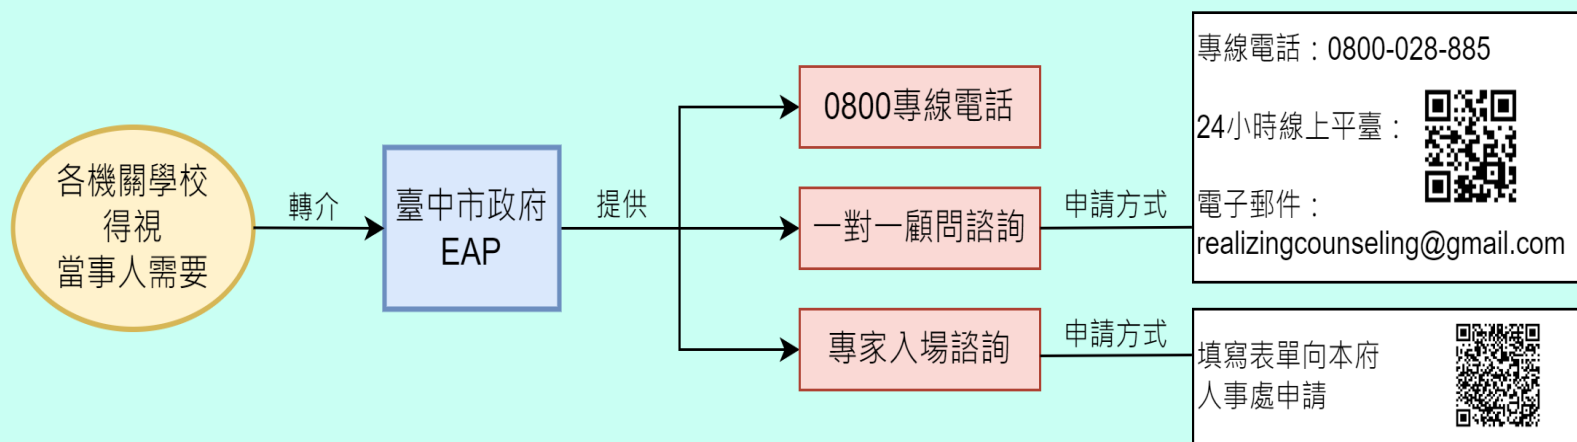 各機關學校
得視
當事人需要
轉介
臺中市政府
EAP
提供
0800專線電話
一對一顧問諮詢
申請方式
專線電話：0800-028-885
24小時線上平臺：
電子郵件：
realizingcounseling@gmail.com
專家入場諮詢
申請方式
填寫表單向本府
人事處申請